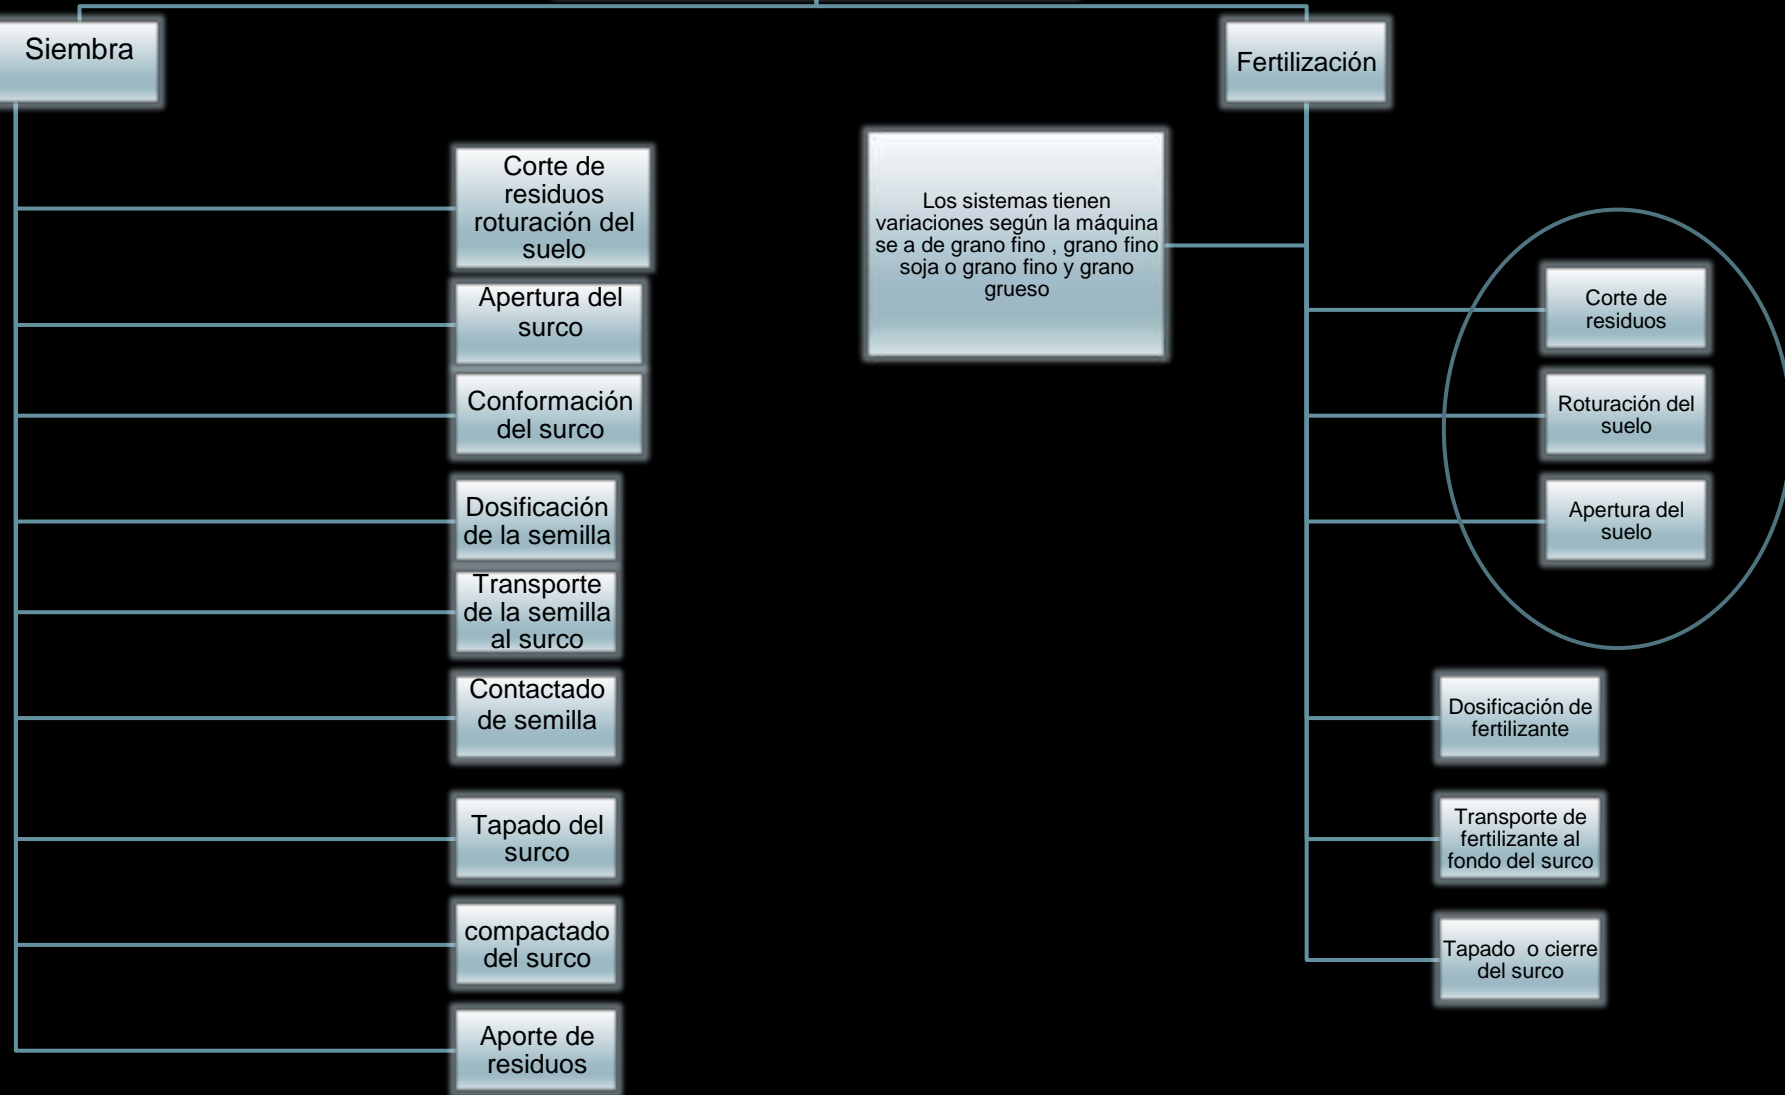 Siembra
Corte de
residuos
roturación del
suelo
Apertura del
surco
Conformación
del surco
Dosificación
de la semilla
Transporte
de la semilla
al surco
Contactado
de semilla
Tapado del
surco
compactado
del surco
Aporte de
residuos
Fertilización
Los sistemas tienen
variaciones según la máquina
se a de grano fino , grano fino
soja o grano fino y grano
grueso
Corte de
residuos
Roturación del
suelo
Apertura del
suelo
Dosificación de
fertilizante
Transporte de
fertilizante al
fondo del surco
Tapado o cierre
del surco